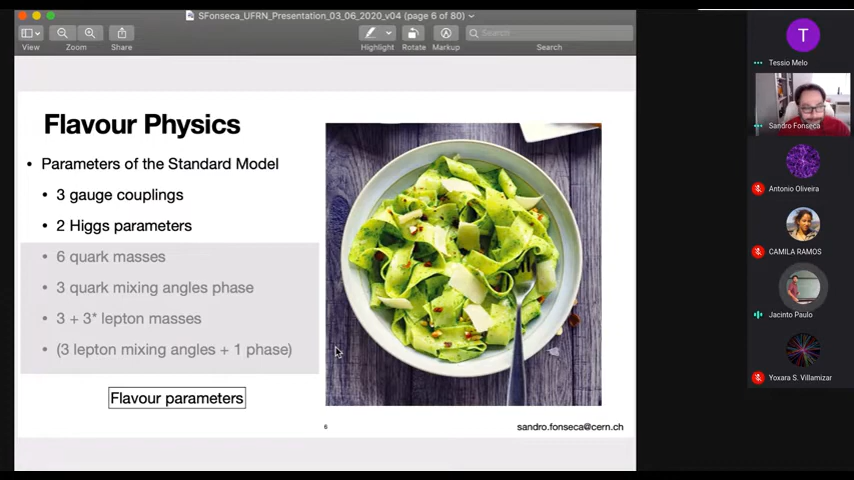 SFonseca_UFRN_Presentation_03_06_2020_v04 (page 6 of 80)
View
Zoom
Share
Highlight
Rotate
Markup
Search
Search
Flavour Physics
• Parameters of the Standard Model
• 3 gauge couplings
• 2 Higgs parameters
• 6 quark masses
• 3 quark mixing angles phase
• 3 + 3* lepton masses
• (3 lepton mixing angles + 1 phase)
Flavour parameters
6
sandro.fonseca@cern.ch
T
Tessio Melo
Sandro Fonseca
Antonio Oliveira
CAMILA RAMOS
Jacinto Paulo
Yoxara S. Villamizar